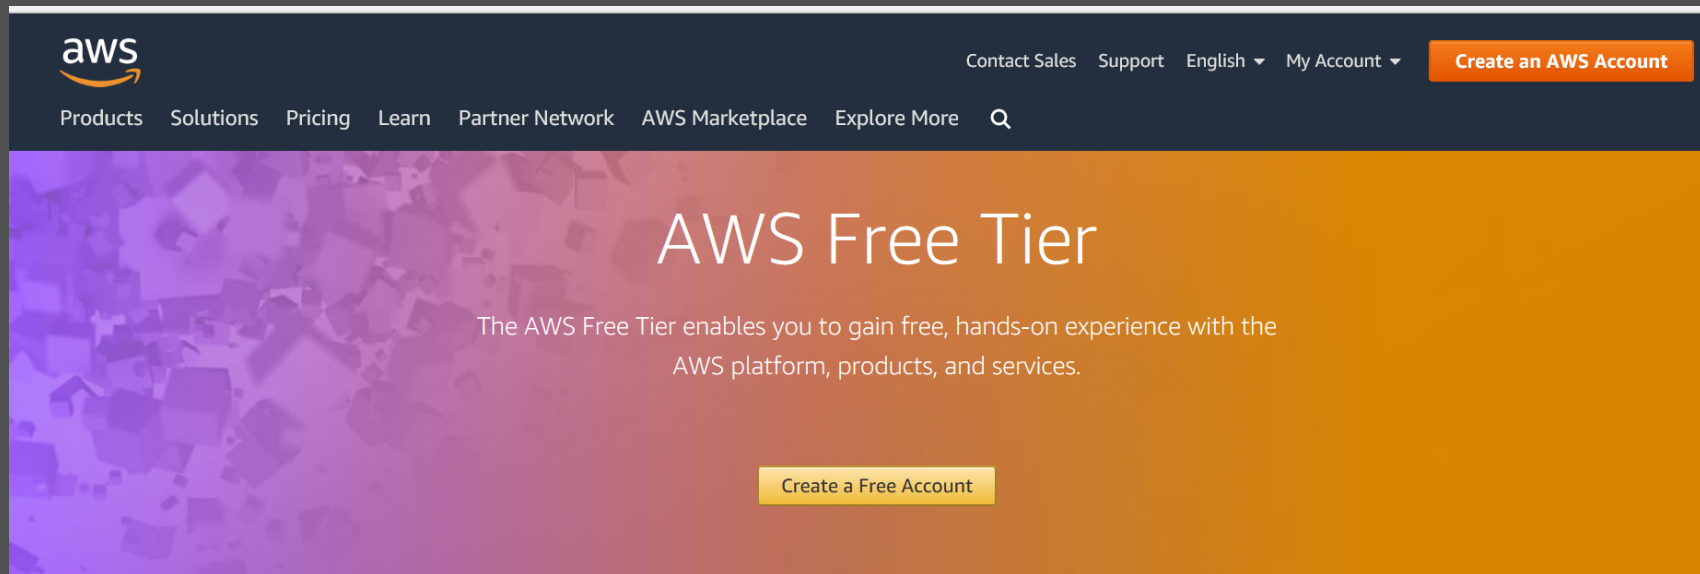 aws
Contact Sales Support English My Account Create an AWS Account
Products Solutions Pricing Learn Partner Network AWS Marketplace Explore More
AWS Free Tier
The AWS Free Tier enables you to gain free, hands-on experience with the
AWS platform, products, and services.
Create a Free Account